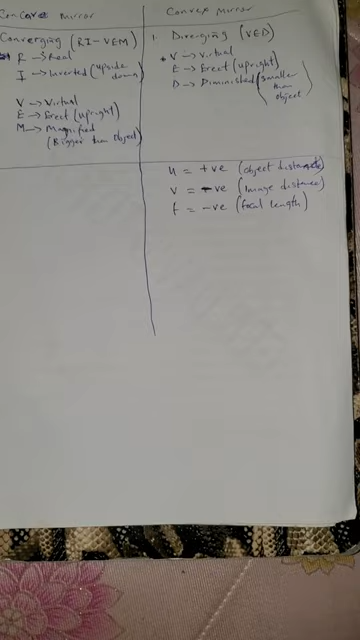 Concave Mirror
Converging (RI-VEM)
R → Real
I → Inverted (upside down)
V → Virtual
E → Erect (upright)
M → Magnified
(Bigger than object)
Convex Mirror
1. Diverging (VED)
V → Virtual
E → Erect (upright)
D → Diminished (smaller than object)
u = +ve (object distance)
v = -ve (Image distance)
f = -ve (focal length)